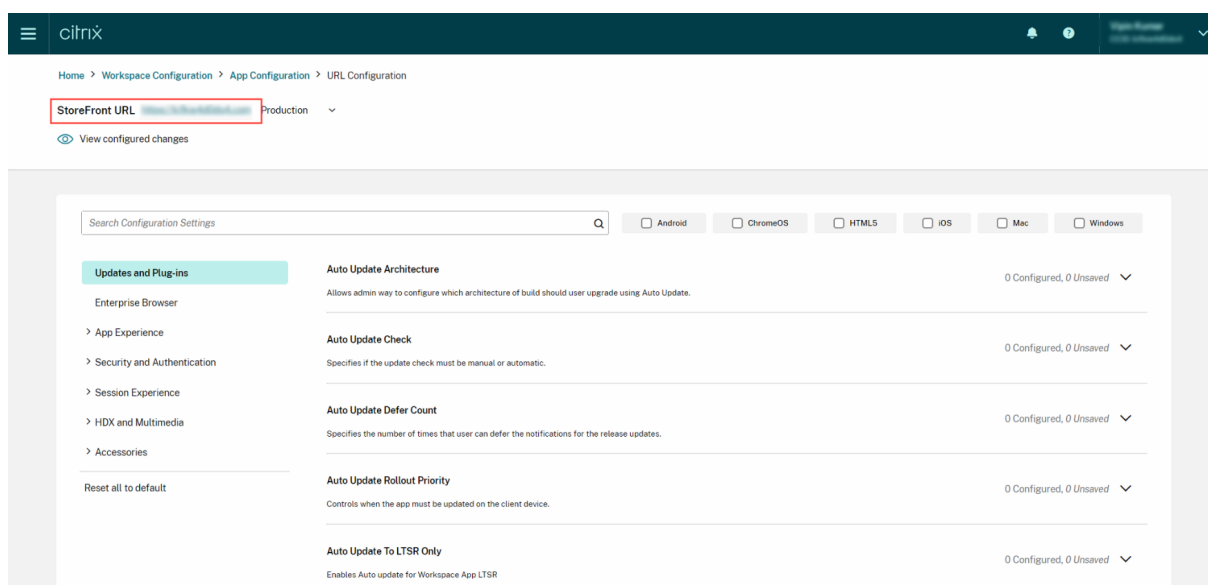 citrix
Home > Workspace Configuration > App Configuration > URL Configuration
StoreFront URL Production
View configured changes
Search Configuration Settings
Android ChromeOS HTML5 iOS Mac Windows
Updates and Plug-ins
Enterprise Browser
> App Experience
> Security and Authentication
> Session Experience
> HDX and Multimedia
> Accessories
Reset all to default
Auto Update Architecture
0 Configured, 0 Unsaved
Allows admin way to configure which architecture of build should user upgrade using Auto Update.
Auto Update Check
0 Configured, 0 Unsaved
Specifies if the update check must be manual or automatic.
Auto Update Defer Count
0 Configured, 0 Unsaved
Specifies the number of times that user can defer the notifications for the release updates.
Auto Update Rollout Priority
0 Configured, 0 Unsaved
Controls when the app must be updated on the client device.
Auto Update To LTSR Only
0 Configured, 0 Unsaved
Enables Auto update for Workspace App LTSR